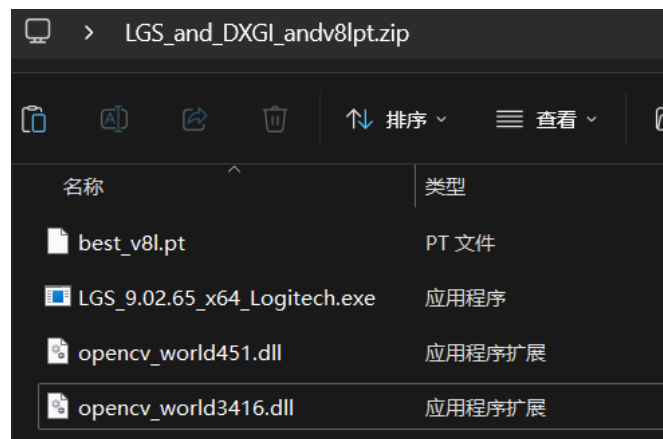 > LGS_and_DXGI_andv8lpt.zip
排序 查看
名称 类型
best_v8l.pt PT 文件
LGS_9.02.65_x64_Logitech.exe 应用程序
opencv_world451.dll 应用程序扩展
opencv_world3416.dll 应用程序扩展